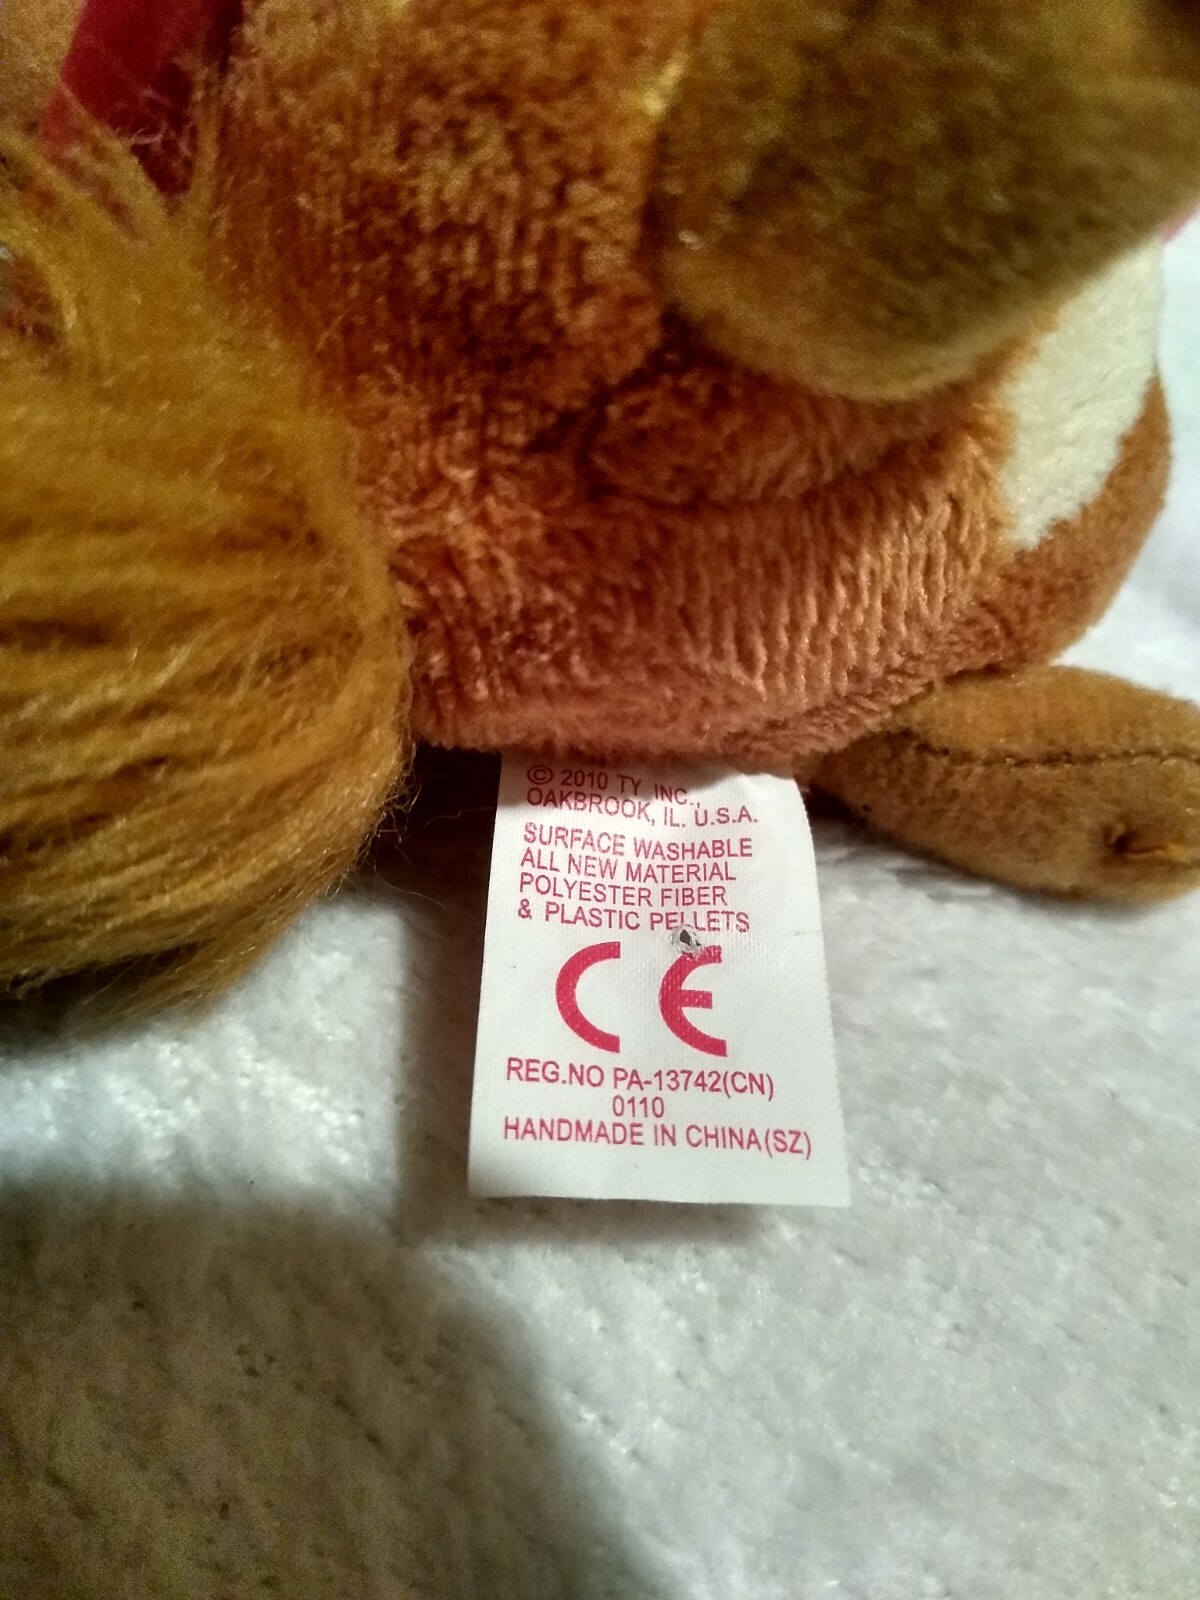 © 2010 TY INC.,
OAKBROOK, IL. U.S.A.
SURFACE WASHABLE
ALL NEW MATERIAL
POLYESTER FIBER
& PLASTIC PELLETS
CE
REG.NO PA-13742(CN)
0110
HANDMADE IN CHINA(SZ)